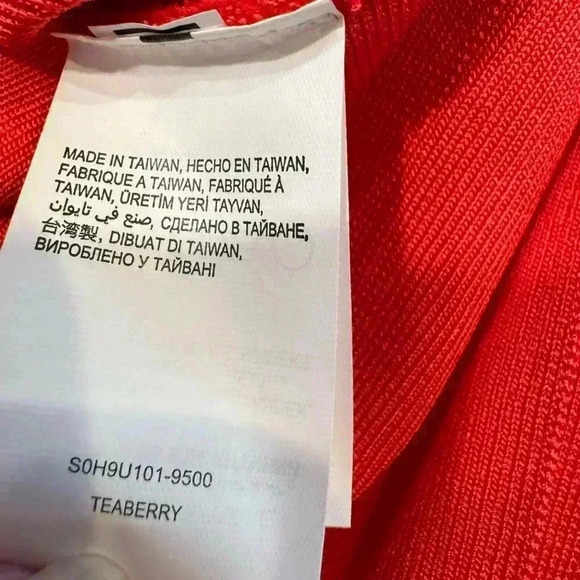 MADE IN TAIWAN, HECHO EN TAIWAN,
FABRIQUE A TAIWAN, FABRIQUÉ À
TAIWAN, ÜRETİM YERİ TAYVAN,
صنع في تايوان, СДЕЛАНО В ТАЙВАНЕ,
台湾製, DIBUAT DI TAIWAN,
ВИРОБЛЕНО У ТАЙВАНІ
S0H9U101-9500
TEABERRY